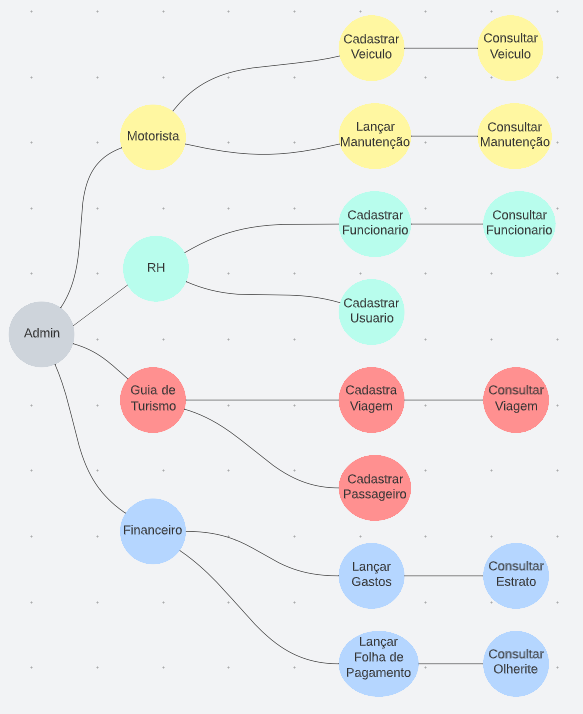 Cadastrar
Veiculo
Consultar
Veiculo
Motorista
Lançar
Manutenção
Consultar
Manutenção
Cadastrar
Funcionario
Consultar
Funcionario
RH
Cadastrar
Usuario
Admin
Guia de
Turismo
Cadastra
Viagem
Consultar
Viagem
Cadastrar
Passageiro
Financeiro
Lançar
Gastos
Consultar
Estrato
Lançar
Folha de
Pagamento
Consultar
Olherite